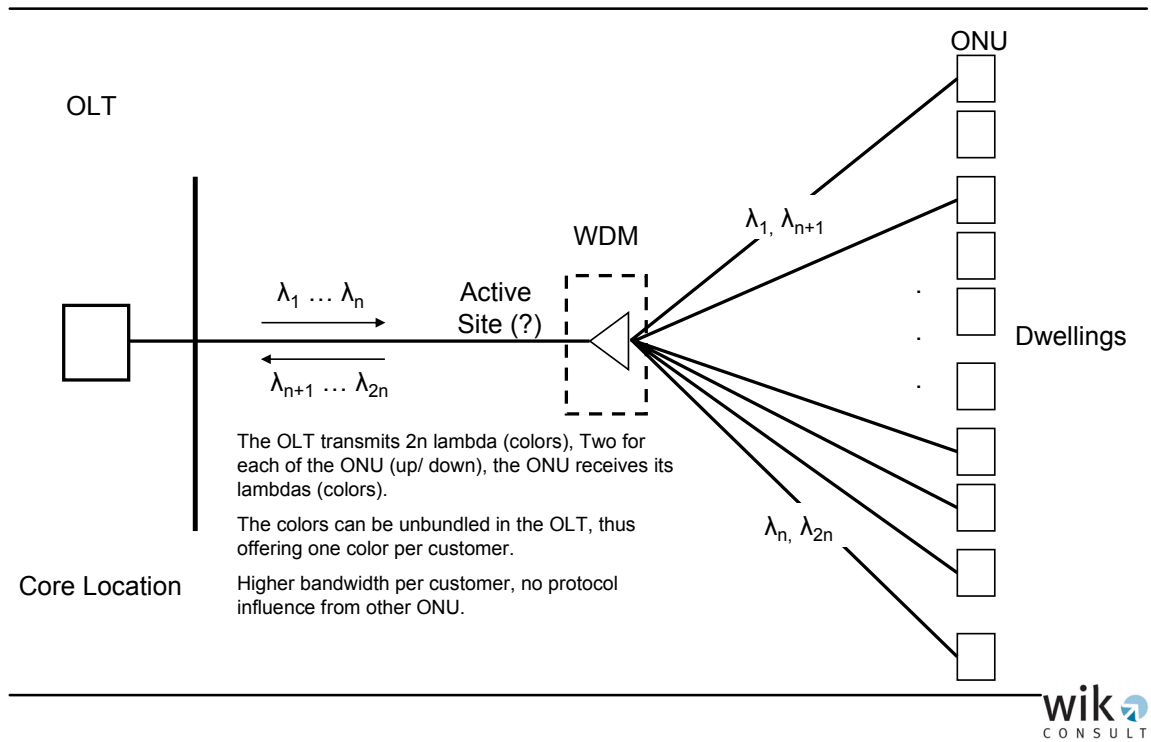 ONU
OLT
λ1, λn+1
WDM
λ1 … λn
Active
Site (?)
Dwellings
λn+1 … λ2n
The OLT transmits 2n lambda (colors), Two for
each of the ONU (up/ down), the ONU receives its
lambdas (colors).
The colors can be unbundled in the OLT, thus
offering one color per customer.
λn, λ2n
Core Location
Higher bandwidth per customer, no protocol
influence from other ONU.
wik
CONSULT